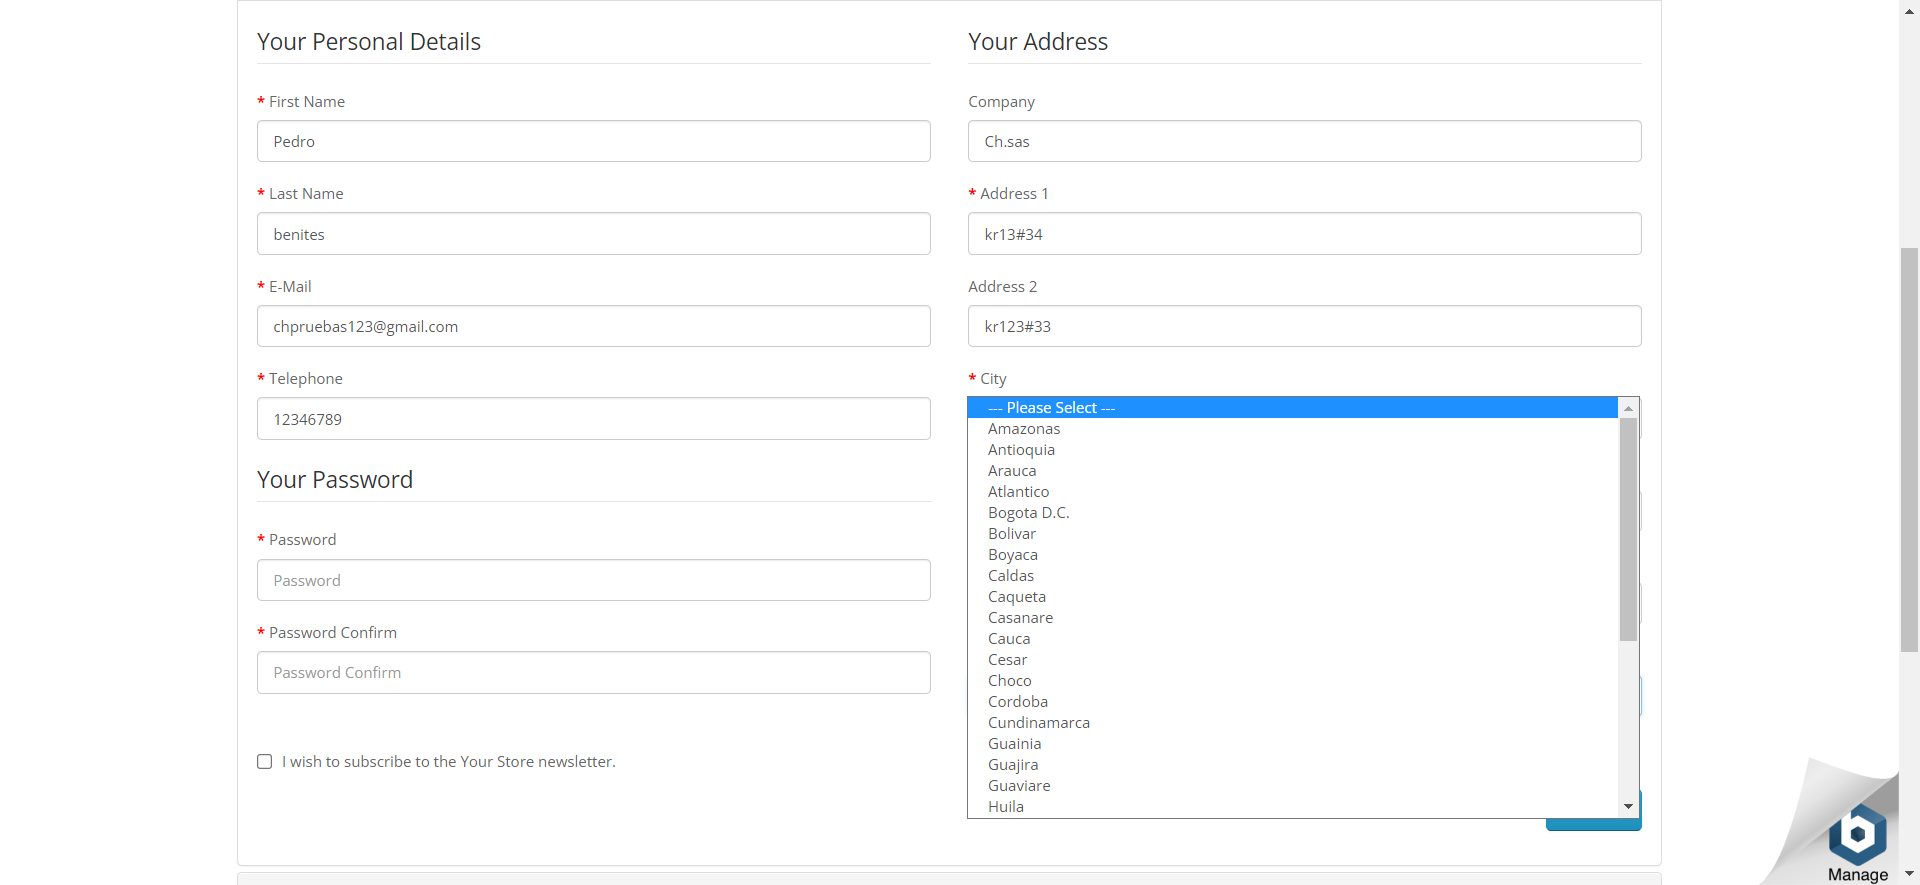 Your Personal Details
* First Name
Pedro
* Last Name
benites
* E-Mail
chpruebas123@gmail.com
* Telephone
12346789
Your Password
* Password
Password
* Password Confirm
Password Confirm
I wish to subscribe to the Your Store newsletter.
Your Address
Company
Ch.sas
* Address 1
kr13#34
Address 2
kr123#33
* City
--- Please Select ---
Amazonas
Antioquia
Arauca
Atlantico
Bogota D.C.
Bolivar
Boyaca
Caldas
Caqueta
Casanare
Cauca
Cesar
Choco
Cordoba
Cundinamarca
Guainia
Guajira
Guaviare
Huila
Manage